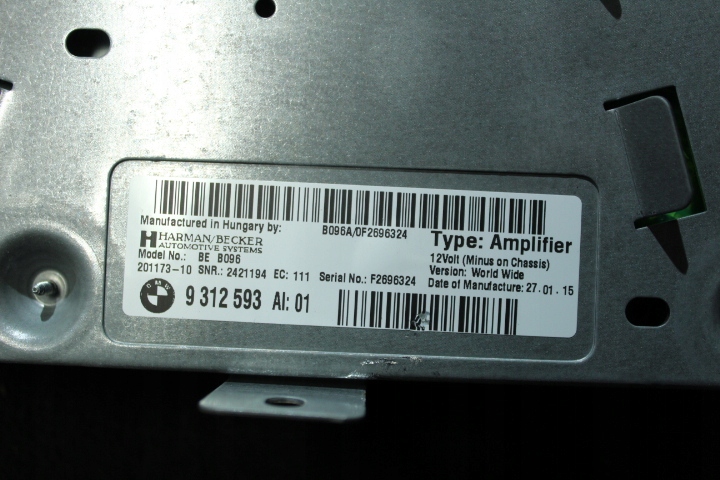 Manufactured in Hungary by:
B096A/0F2696324
HARMAN/BECKER
AUTOMOTIVE SYSTEMS
Type: Amplifier
Model No.: BE B096
12Volt (Minus on Chassis)
Version: World Wide
201173-10 SNR.: 2421194 EC: 111 Serial No.: F2696324 Date of Manufacture: 27.01.15
BMW 9 312 593 AI: 01